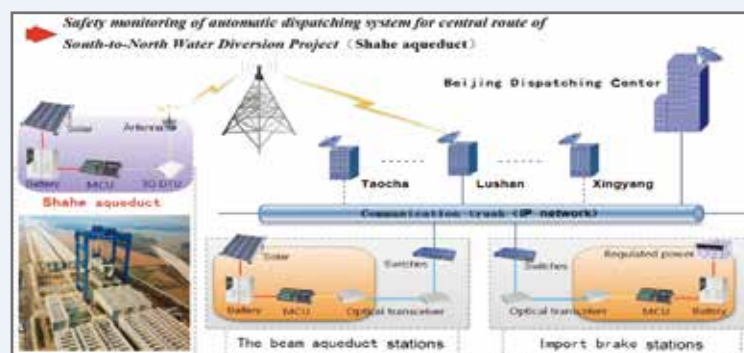 Safety monitoring of automatic dispatching system for central route of
South-to-North Water Diversion Project (Shahe aqueduct)
Beijing Dispatching Center
Solar
Antenna
Battery
MCU
3G DTU
Shahe aqueduct
Taocha
Lushan
Xingyang
Communication trunk (IP network)
Solar
Switches
Battery
MCU
Optical transceiver
The beam aqueduct stations
Regulated power
Switches
Optical transceiver
MCU
Battery
Import brake stations